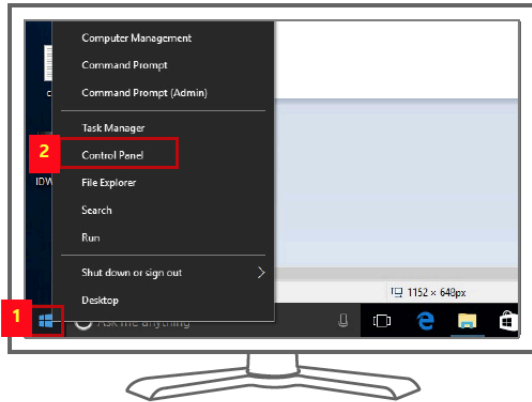 Computer Management
Command Prompt
Command Prompt (Admin)
Task Manager
2
Control Panel
IDW
File Explorer
Search
Run
Shut down or sign out
1152 × 648px
Desktop
1
Ask me anything